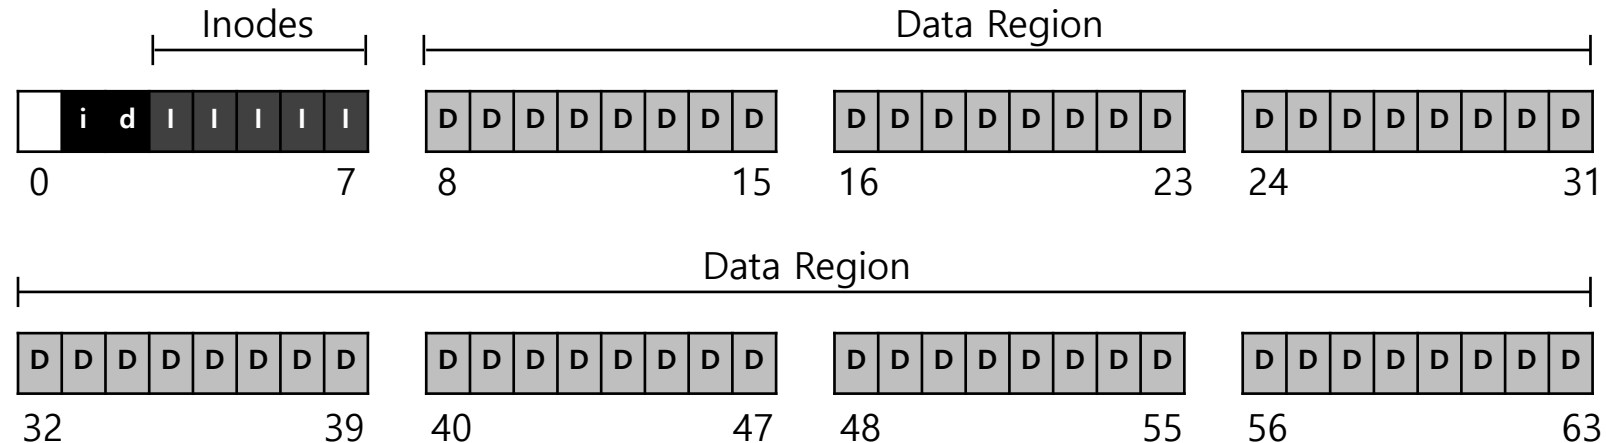 Inodes Data Region
i d I I I I I D D D D D D D D D D D D D D D D D D D D D D D D
0 7 8 15 16 23 24 31
Data Region
D D D D D D D D D D D D D D D D D D D D D D D D D D D D D D D D
32 39 40 47 48 55 56 63